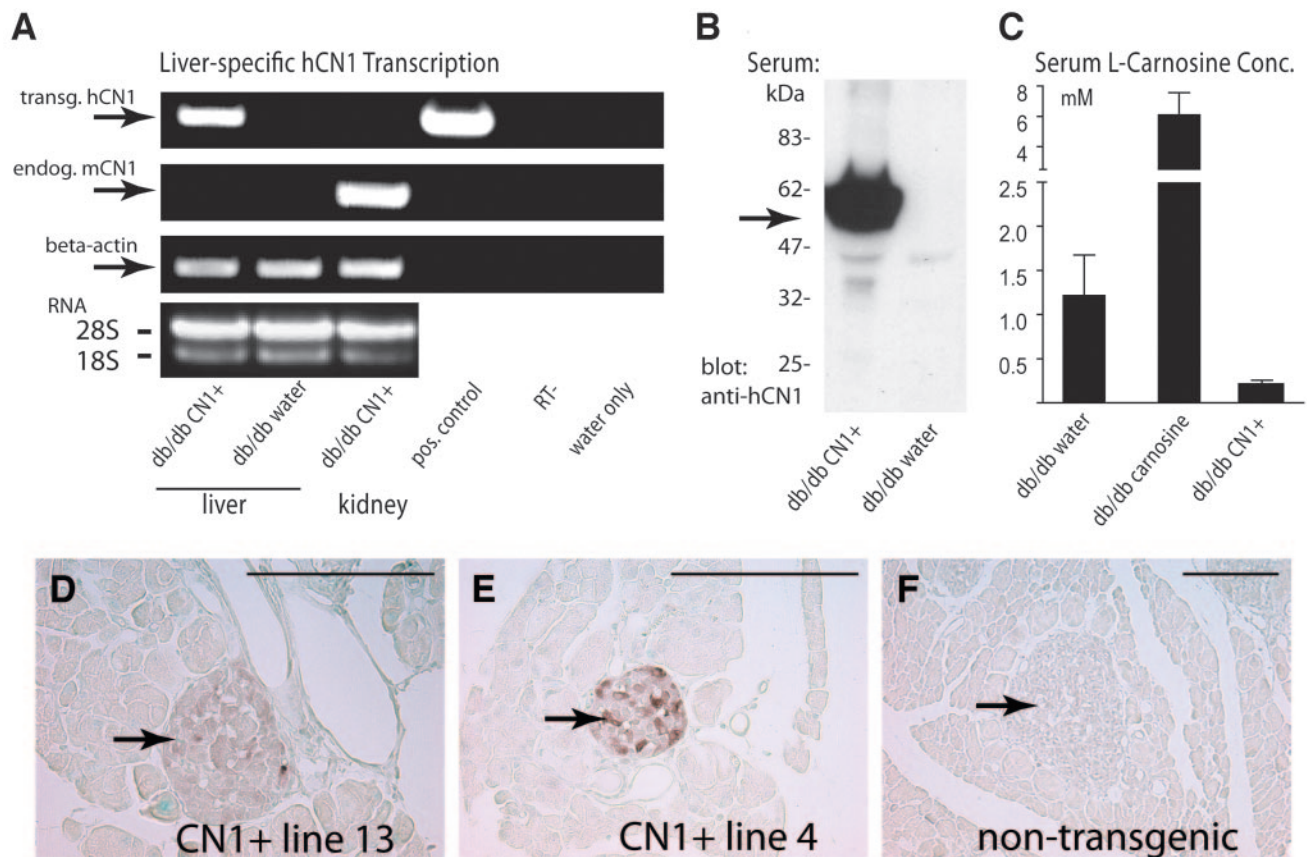 A
Liver-specific hCN1 Transcription
transg. hCN1
endog. mCN1
beta-actin
RNA
28S
18S
db/db CN1+
db/db water
db/db CN1+
pos. control
RT-
water only
liver
kidney
B
Serum:
kDa
83-
62-
47-
32-
25-
blot:
anti-hCN1
db/db CN1+
db/db water
C
Serum L-Carnosine Conc.
mM
8
6
4
2.5
2.0
1.5
1.0
0.5
db/db water
db/db carnosine
db/db CN1+
D
CN1+ line 13
E
CN1+ line 4
F
non-transgenic